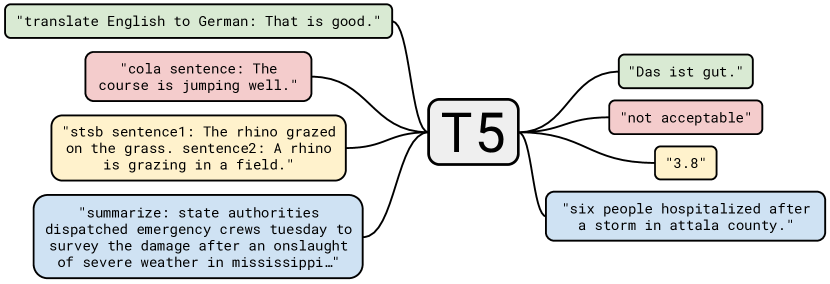 "translate English to German: That is good."
"cola sentence: The
course is jumping well."
"stsb sentence1: The rhino grazed
on the grass. sentence2: A rhino
is grazing in a field."
"summarize: state authorities
dispatched emergency crews tuesday to
survey the damage after an onslaught
of severe weather in mississippi…"
T5
"Das ist gut."
"not acceptable"
"3.8"
"six people hospitalized after
a storm in attala county."